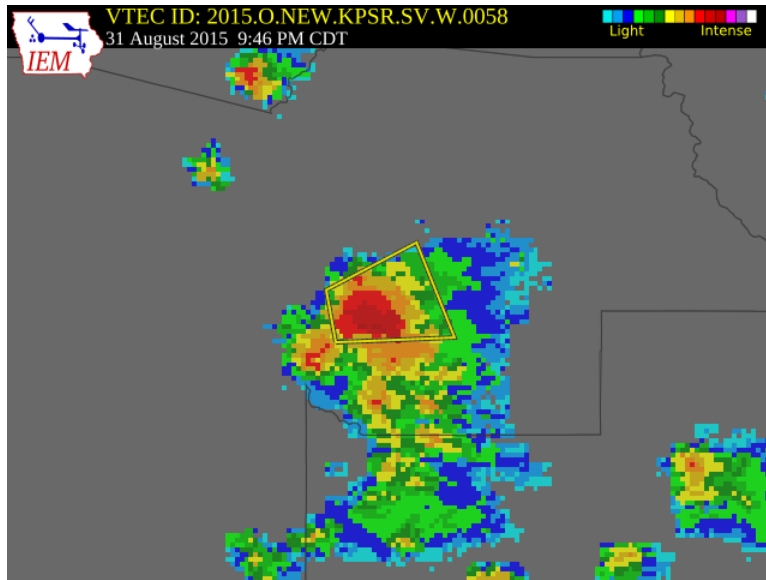 VTEC ID: 2015.O.NEW.KPSR.SV.W.0058
31 August 2015 9:46 PM CDT
IEM
Light Intense